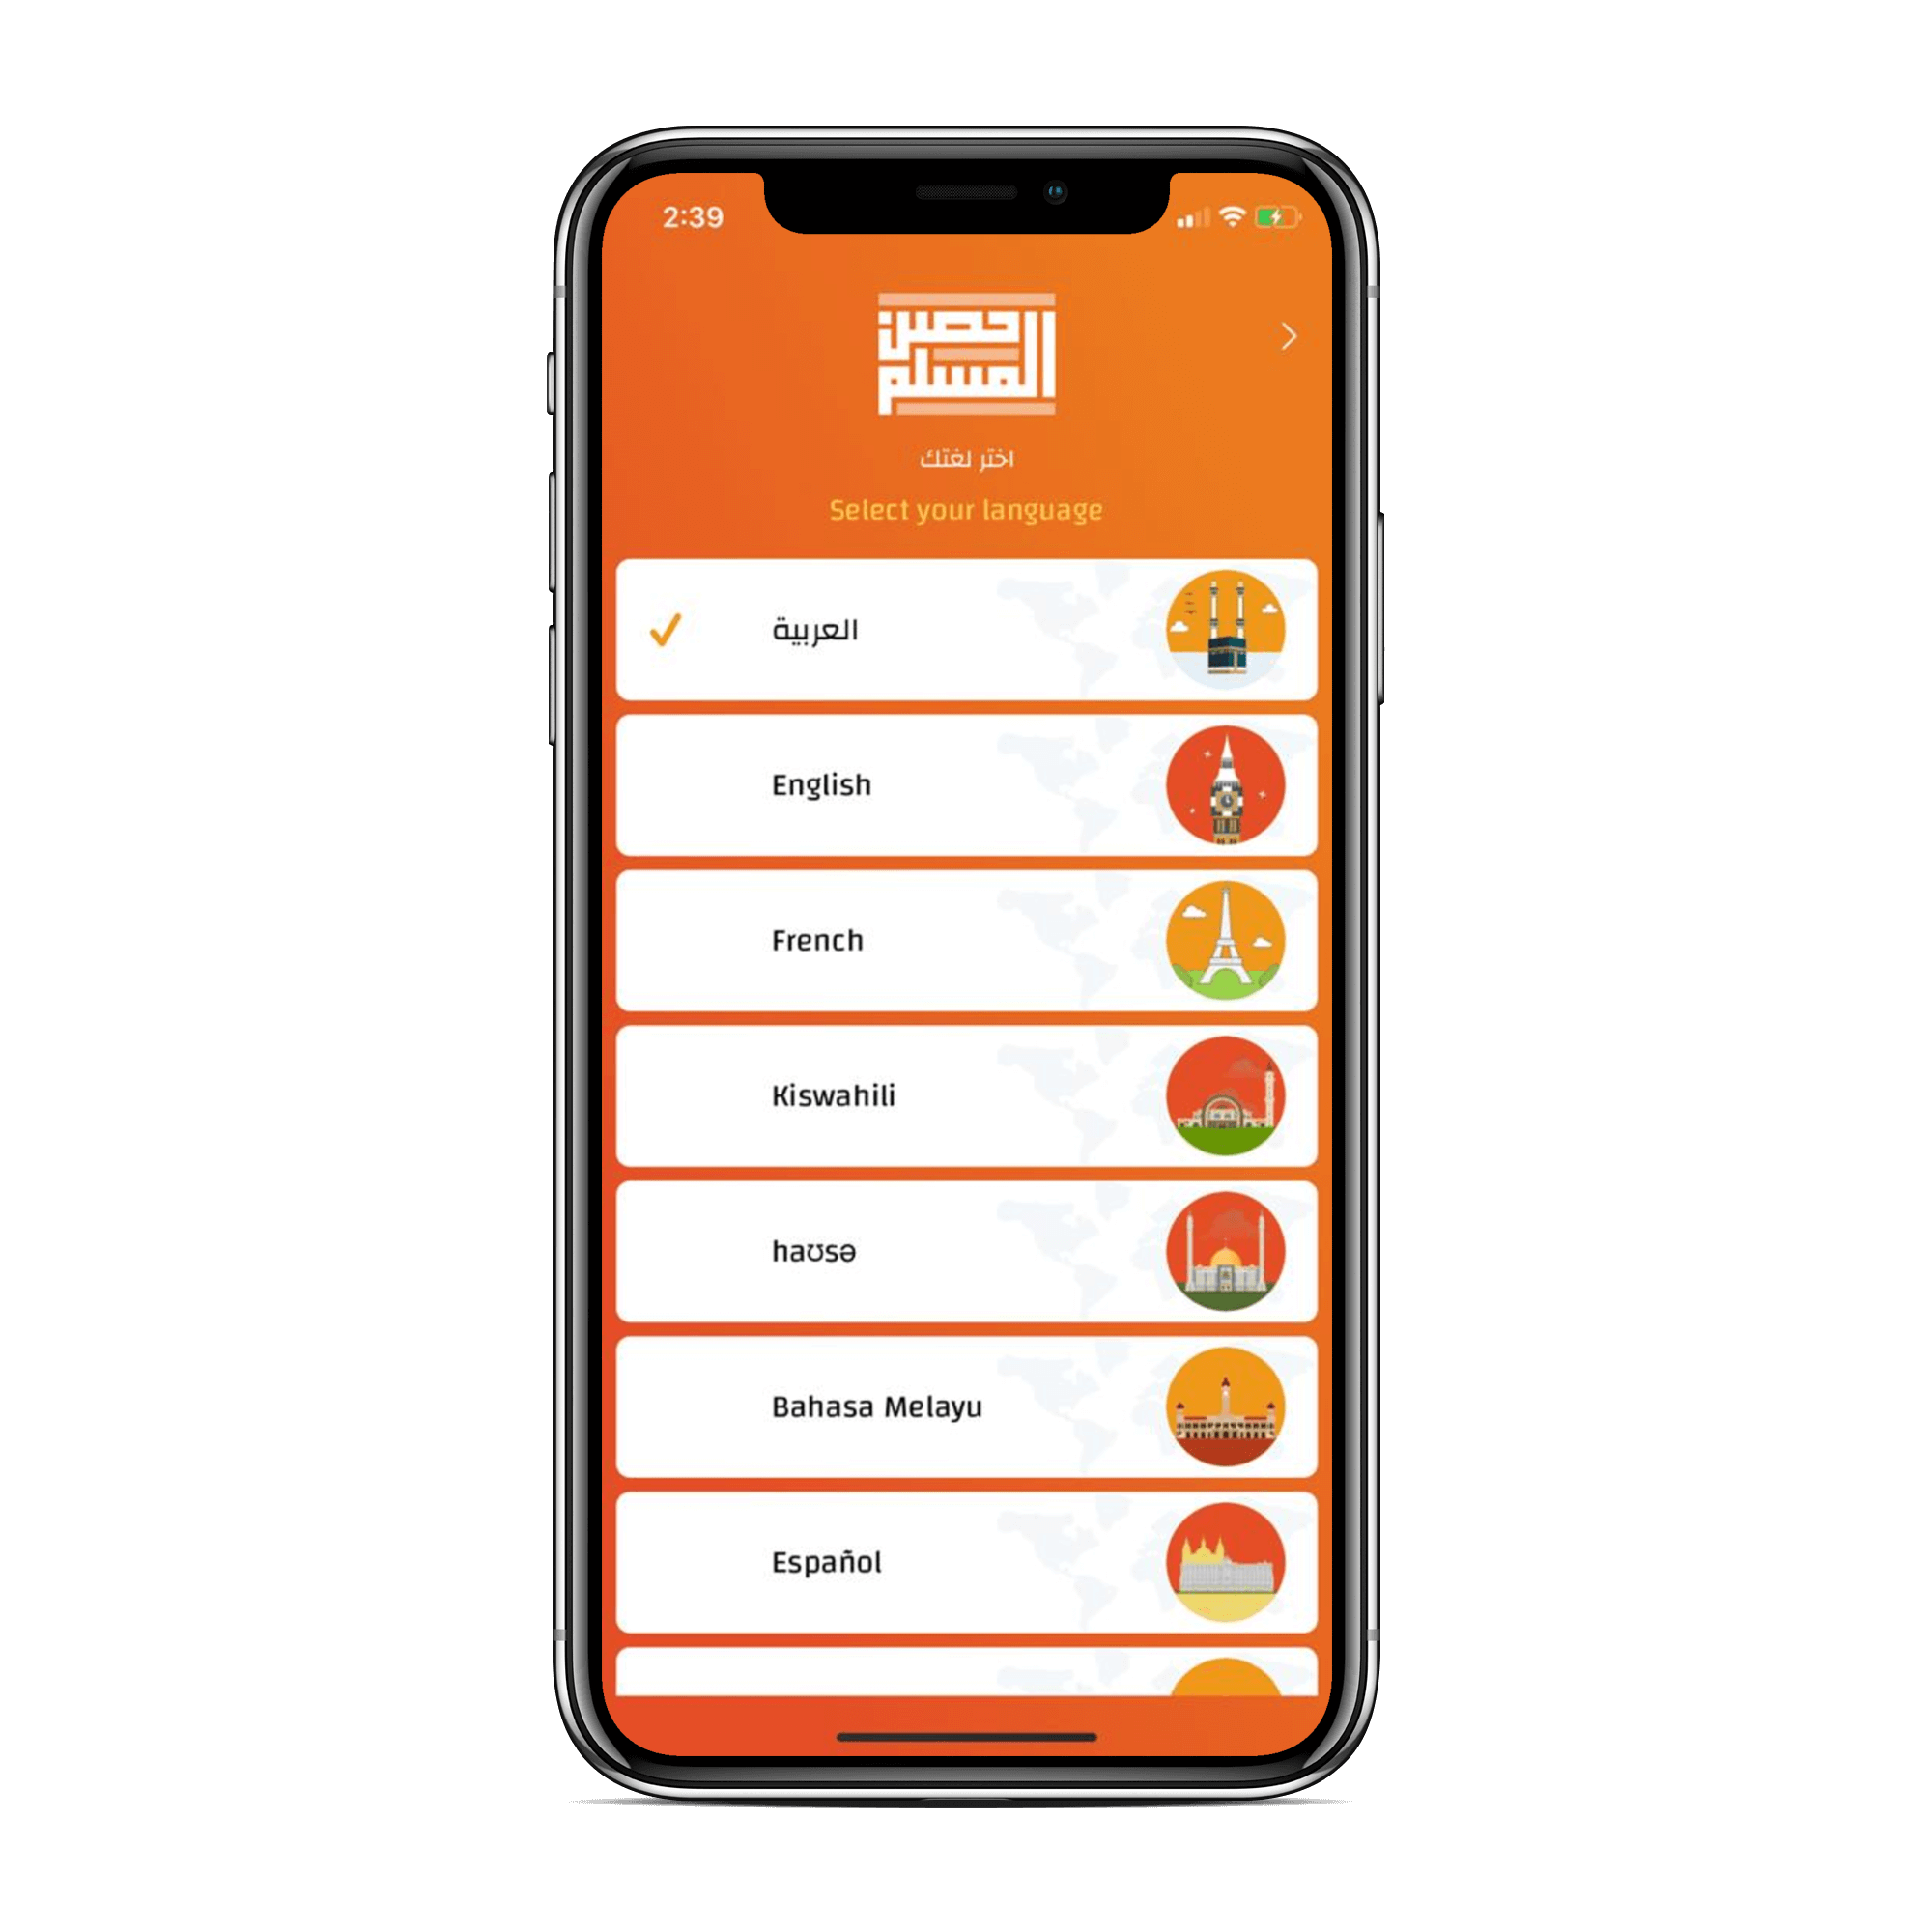 2:39
حصن
المسلم
اختر لغتك
Select your language
العربية
English
French
Kiswahili
haʊsə
Bahasa Melayu
Español